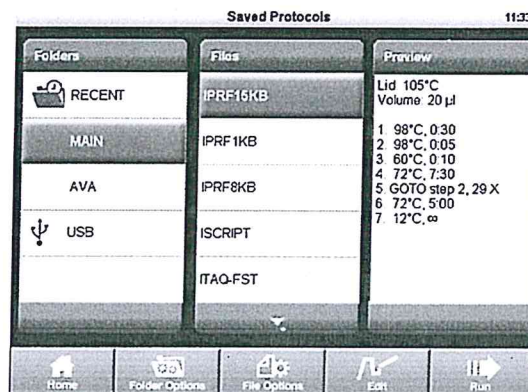 Saved Protocols
11:33
Folders
RECENT
MAIN
AVA
USB
Files
IPRF15KB
IPRF1KB
IPRF8KB
ISCRIPT
ITAQ-FST
Preview
Lid 105°C
Volume: 20 µl
1. 98°C, 0:30
2. 98°C, 0:05
3. 60°C, 0:10
4. 72°C, 7:30
5. GOTO step 2, 29 X
6. 72°C, 5:00
7. 12°C, ∞
Home
Folder Options
File Options
Edit
Run